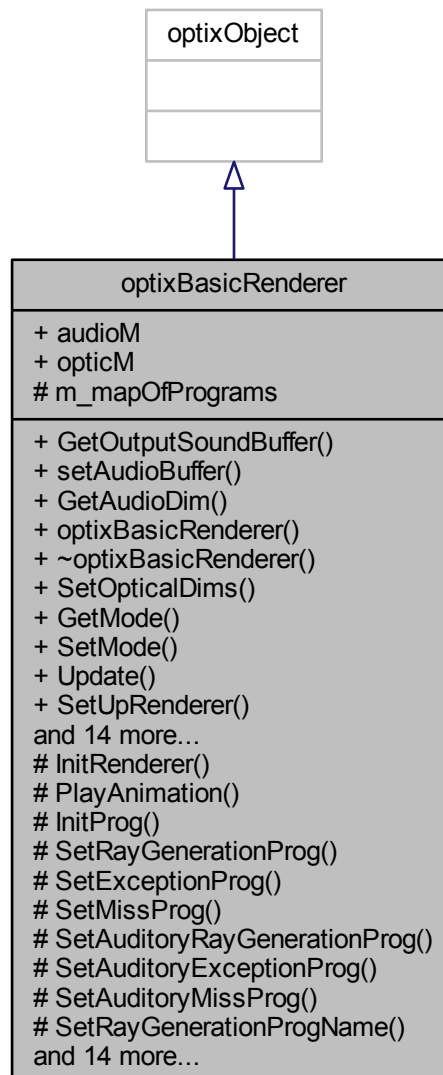 optixObject
optixBasicRenderer
+ audioM
+ opticM
# m_mapOfPrograms
+ GetOutputSoundBuffer()
+ setAudioBuffer()
+ GetAudioDim()
+ optixBasicRenderer()
+ ~optixBasicRenderer()
+ SetOpticalDims()
+ GetMode()
+ SetMode()
+ Update()
+ SetUpRenderer()
and 14 more...
# InitRenderer()
# PlayAnimation()
# InitProg()
# SetRayGenerationProg()
# SetExceptionProg()
# SetMissProg()
# SetAuditoryRayGenerationProg()
# SetAuditoryExceptionProg()
# SetAuditoryMissProg()
# SetRayGenerationProgName()
and 14 more...